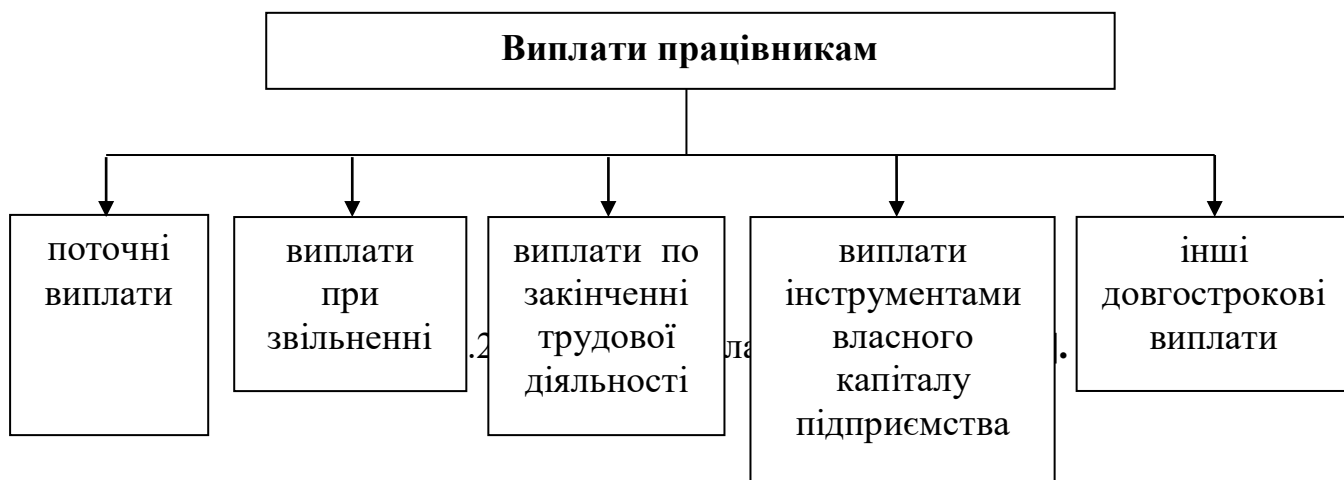 Виплати працівникам
поточні
виплати
виплати
при
звільненні
виплати по
закінченні
трудової
діяльності
виплати
інструментами
власного
капіталу
підприємства
інші
довгострокові
виплати
.2